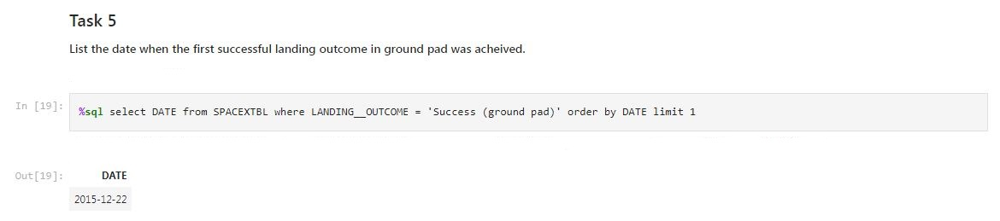 Task 5
List the date when the first successful landing outcome in ground pad was acheived.
In [19]: %sql select DATE from SPACEXTBL where LANDING__OUTCOME = 'Success (ground pad)' order by DATE limit 1
Out[19]: DATE
2015-12-22